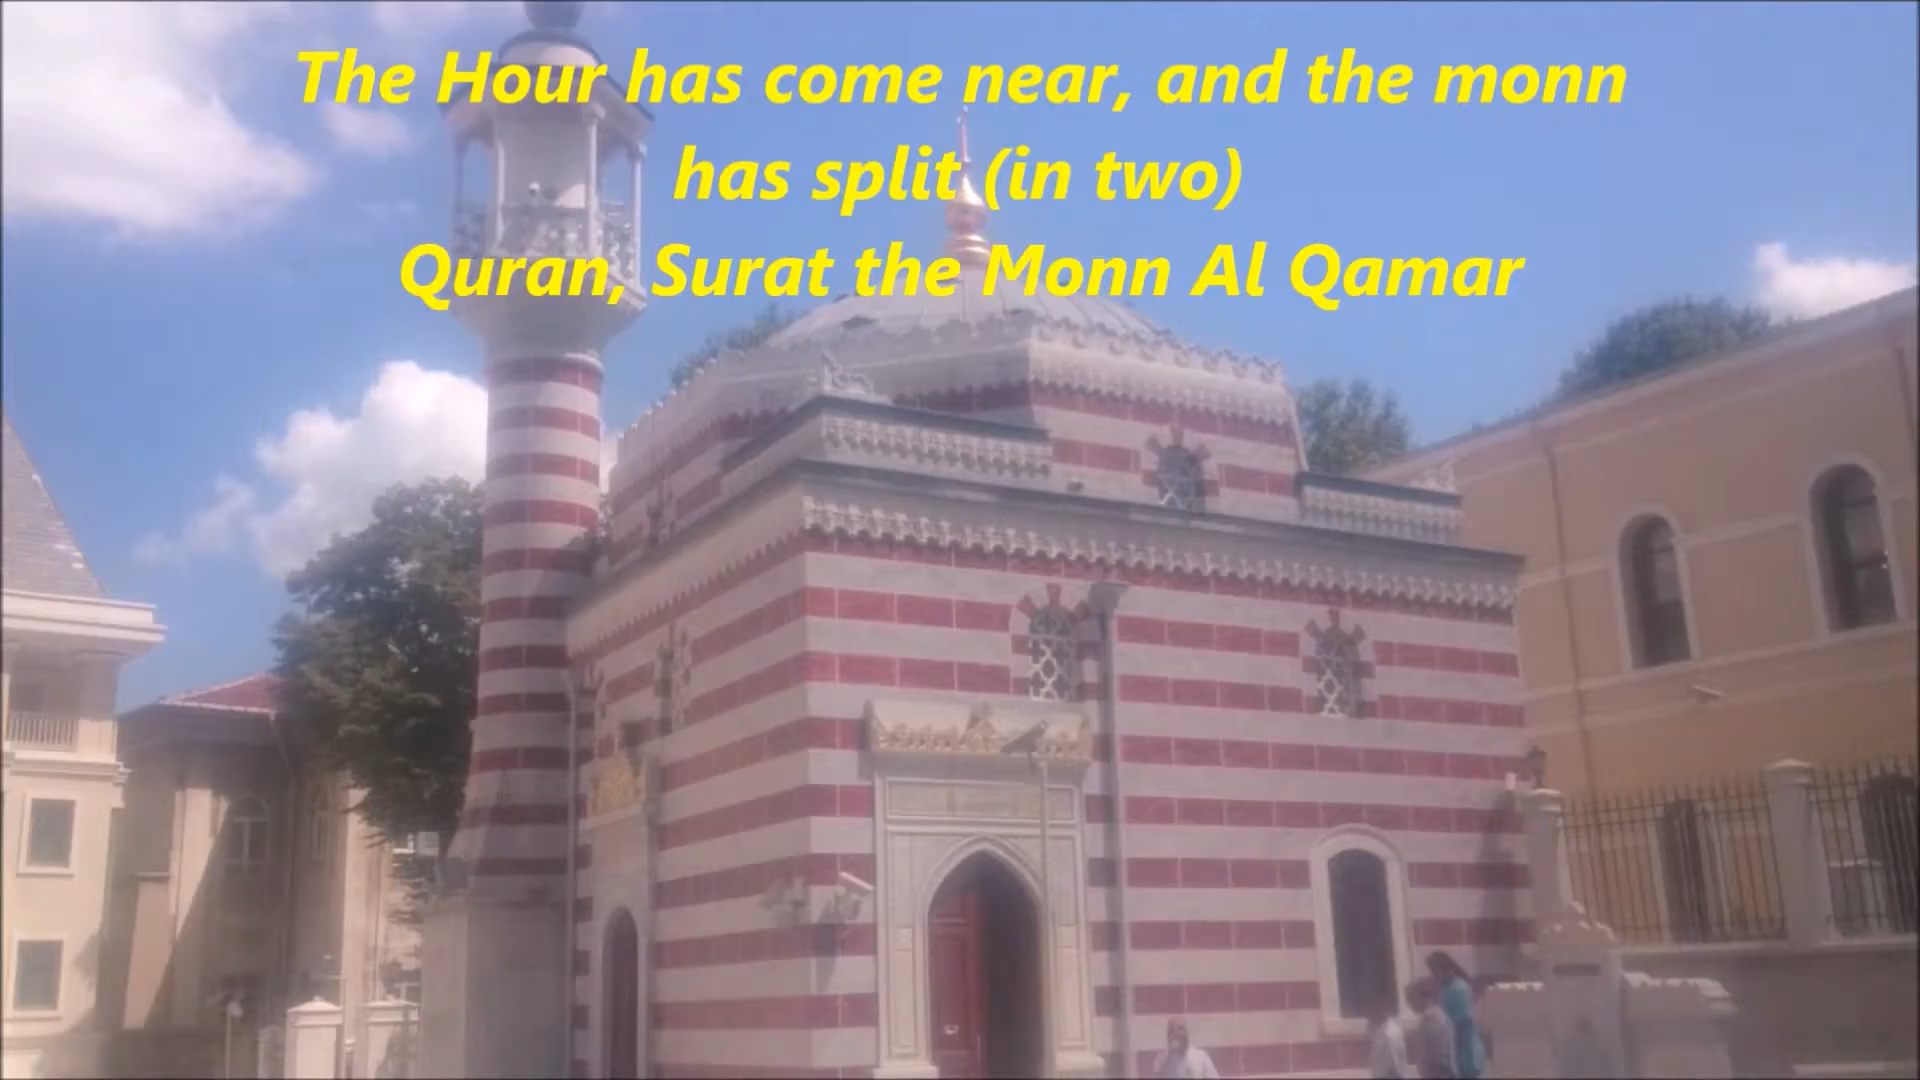 The Hour has come near, and the monn
has split (in two)
Quran, Surat the Monn Al Qamar